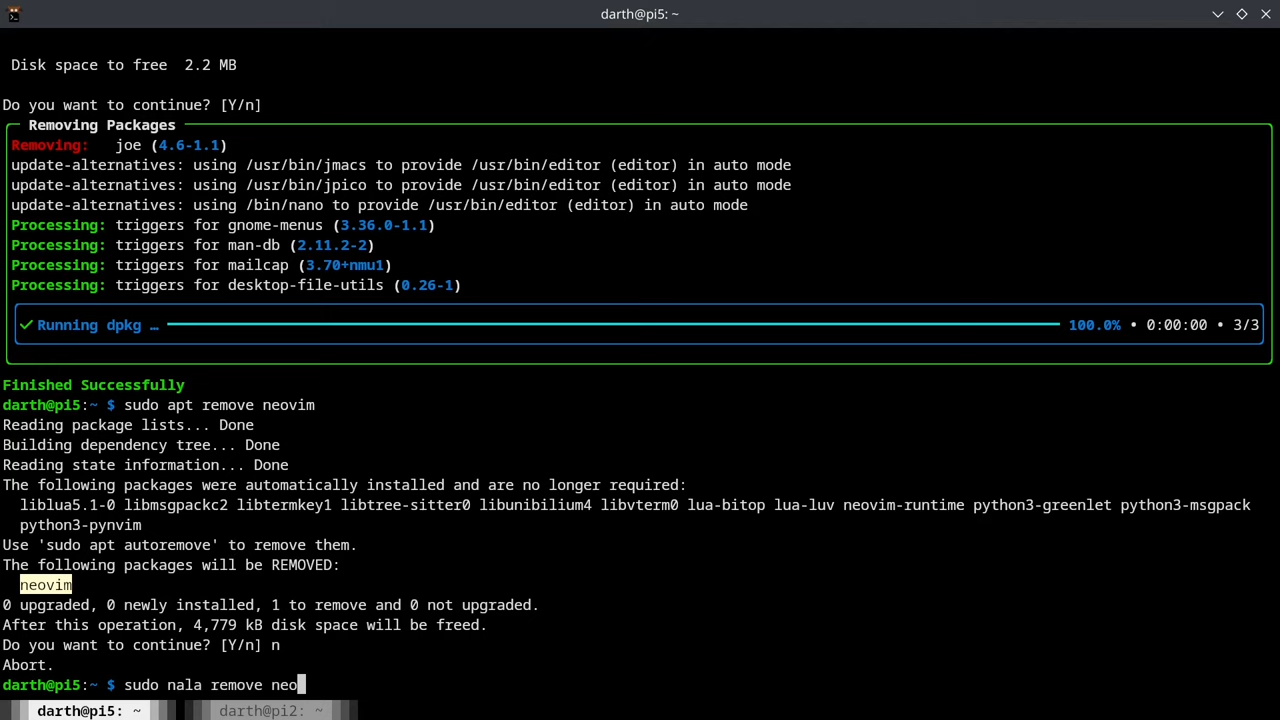 darth@pi5: ~
Disk space to free  2.2 MB
Do you want to continue? [Y/n]
Removing Packages
Removing:   joe (4.6-1.1)
update-alternatives: using /usr/bin/jmacs to provide /usr/bin/editor (editor) in auto mode
update-alternatives: using /usr/bin/jpico to provide /usr/bin/editor (editor) in auto mode
update-alternatives: using /bin/nano to provide /usr/bin/editor (editor) in auto mode
Processing: triggers for gnome-menus (3.36.0-1.1)
Processing: triggers for man-db (2.11.2-2)
Processing: triggers for mailcap (3.70+nmu1)
Processing: triggers for desktop-file-utils (0.26-1)
✓ Running dpkg … 100.0% • 0:00:00 • 3/3
Finished Successfully
darth@pi5:~ $ sudo apt remove neovim
Reading package lists... Done
Building dependency tree... Done
Reading state information... Done
The following packages were automatically installed and are no longer required:
liblua5.1-0 libmsgpackc2 libtermkey1 libtree-sitter0 libunibilium4 libvterm0 lua-bitop lua-luv neovim-runtime python3-greenlet python3-msgpack
python3-pynvim
Use 'sudo apt autoremove' to remove them.
The following packages will be REMOVED:
neovim
0 upgraded, 0 newly installed, 1 to remove and 0 not upgraded.
After this operation, 4,779 kB disk space will be freed.
Do you want to continue? [Y/n] n
Abort.
darth@pi5:~ $ sudo nala remove neo
darth@pi5: ~ darth@pi2: ~